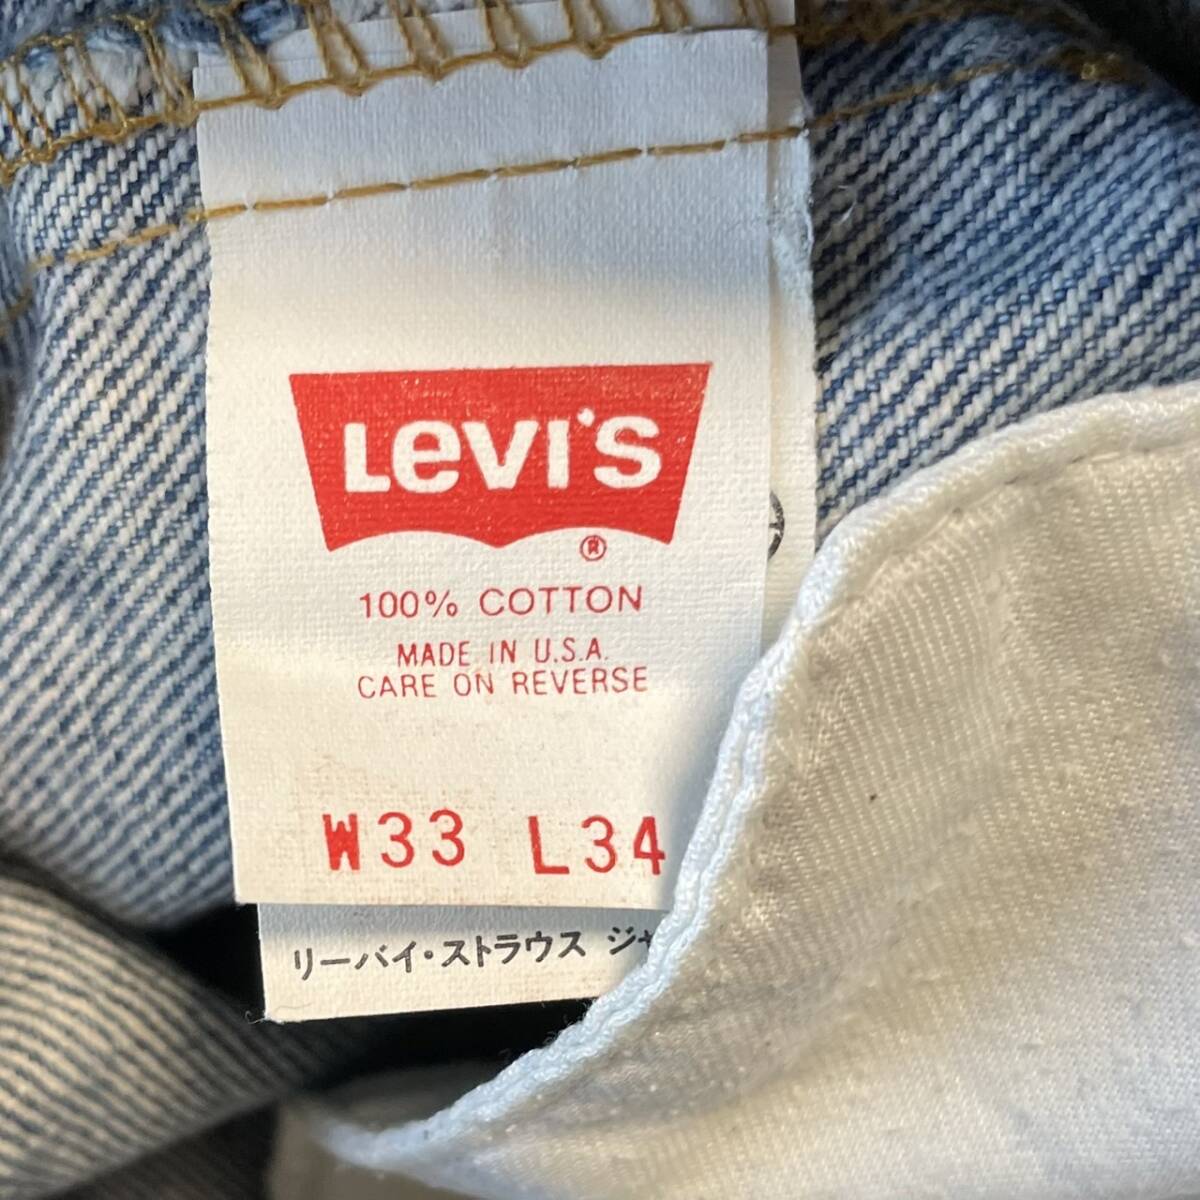 LEVI'S
®
100% COTTON
MADE IN U.S.A.
CARE ON REVERSE
W33 L34
リーバイ・ストラウス ジャ